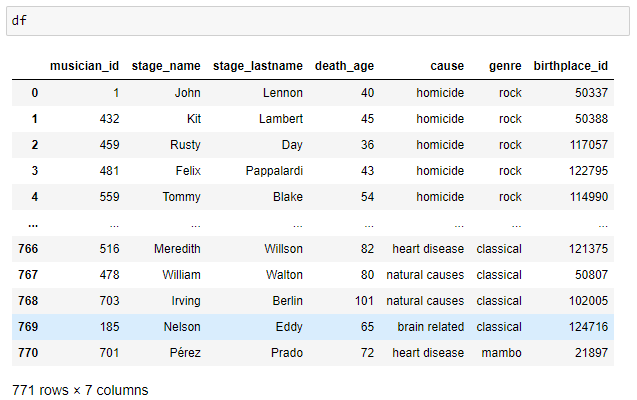 df
musician_id stage_name stage_lastname death_age cause genre birthplace_id
0 1 John Lennon 40 homicide rock 50337
1 432 Kit Lambert 45 homicide rock 50388
2 459 Rusty Day 36 homicide rock 117057
3 481 Felix Pappalardi 43 homicide rock 122795
4 559 Tommy Blake 54 homicide rock 114990
... ... ... ... ... ... ... ...
766 516 Meredith Willson 82 heart disease classical 121375
767 478 William Walton 80 natural causes classical 50807
768 703 Irving Berlin 101 natural causes classical 102005
769 185 Nelson Eddy 65 brain related classical 124716
770 701 Pérez Prado 72 heart disease mambo 21897
771 rows × 7 columns